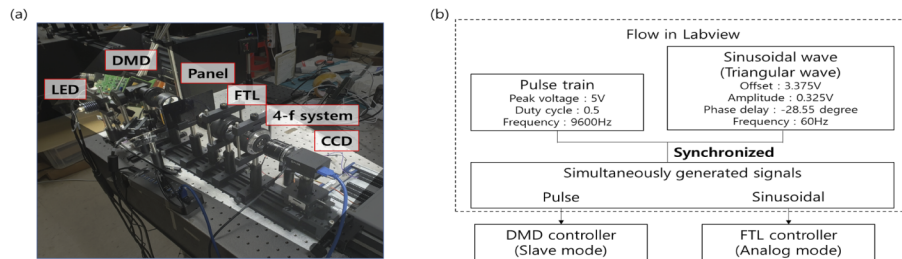 (a)
DMD
LED
Panel
FTL
4-f system
CCD
(b)
Flow in Labview
Pulse train
Peak voltage : 5V
Duty cycle : 0.5
Frequency : 9600Hz
Sinusoidal wave
(Triangular wave)
Offset : 3.375V
Amplitude : 0.325V
Phase delay : -28.55 degree
Frequency : 60Hz
Synchronized
Simultaneously generated signals
Pulse
Sinusoidal
DMD controller
(Slave mode)
FTL controller
(Analog mode)